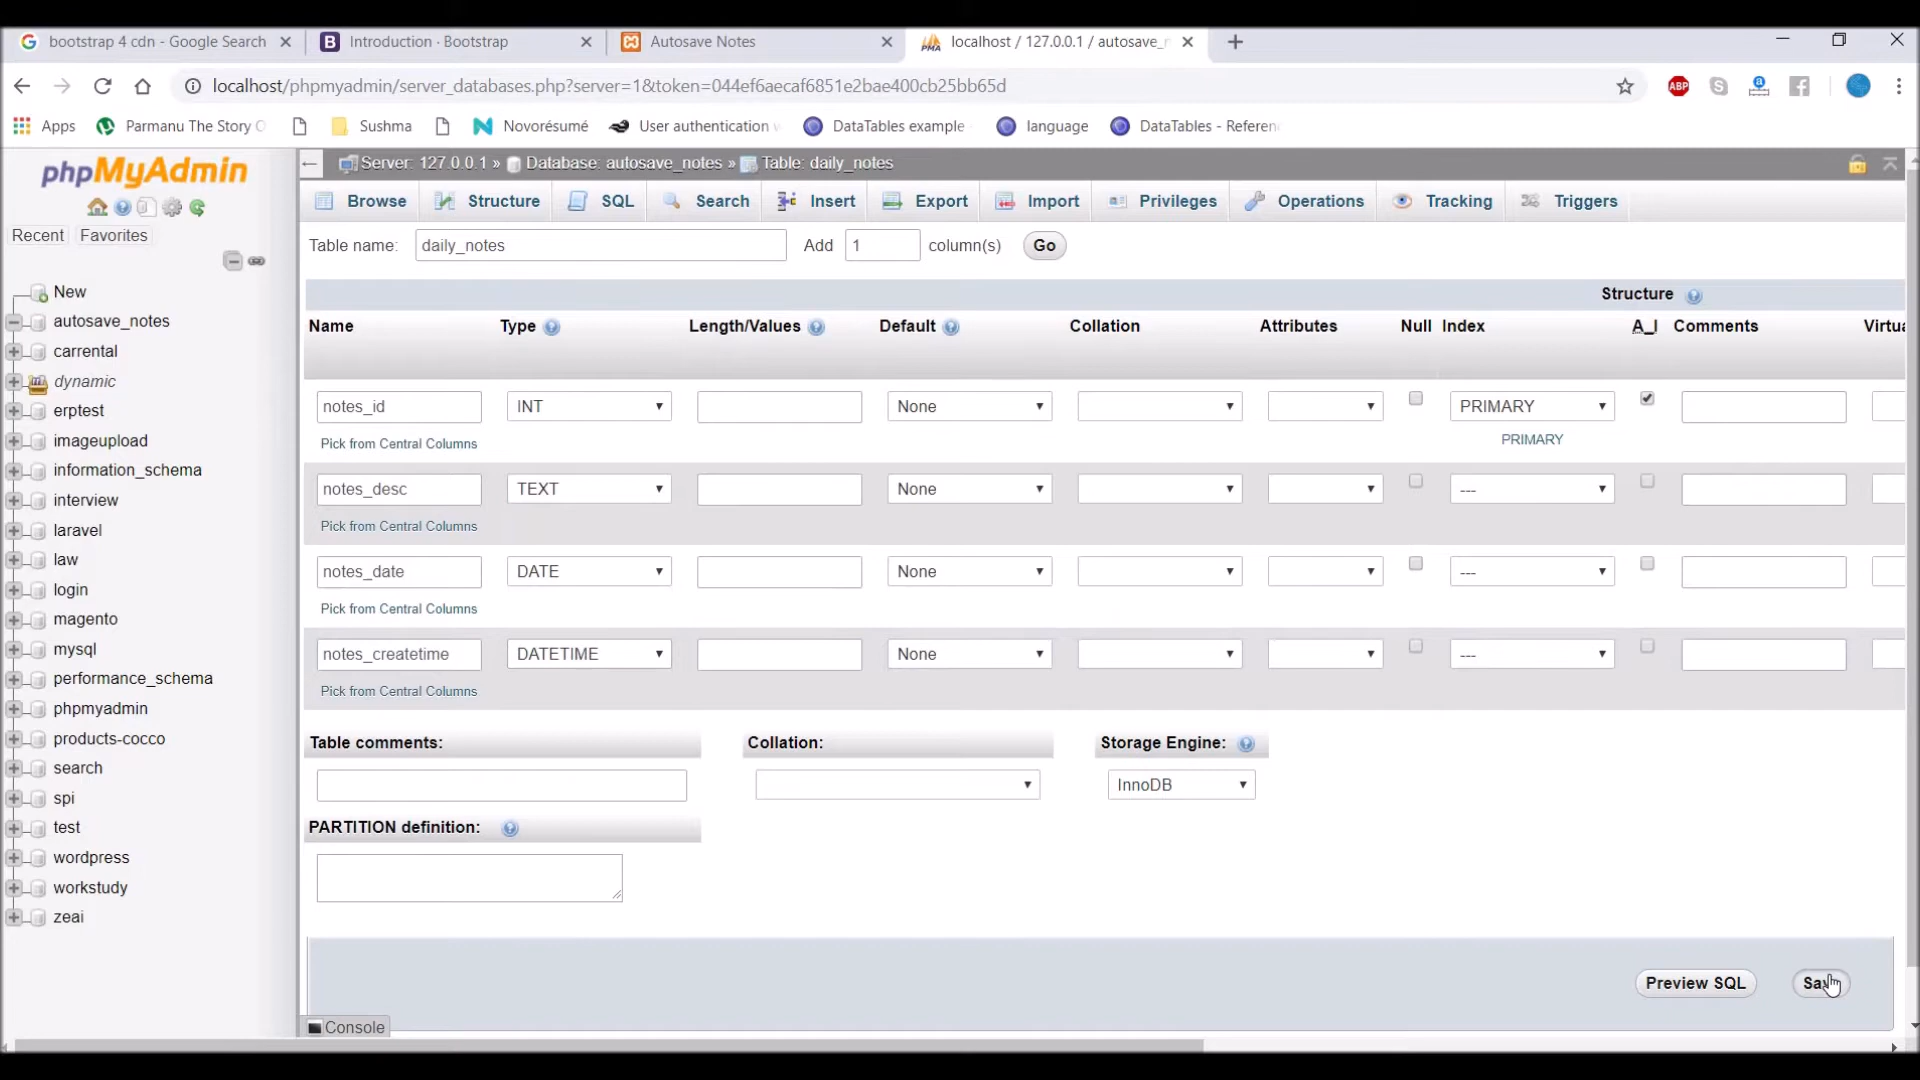 bootstrap 4 cdn - Google Search
Introduction · Bootstrap
Autosave Notes
localhost / 127.0.0.1 / autosave_n
localhost/phpmyadmin/server_databases.php?server=1&token=044ef6aecaf6851e2bae400cb25bb65d
ABP
Apps
Parmanu The Story O
Sushma
Novorésumé
User authentication w
DataTables example
language
DataTables - Referen
phpMyAdmin
Recent
Favorites
New
autosave_notes
carrental
dynamic
erptest
imageupload
information_schema
interview
laravel
law
login
magento
mysql
performance_schema
phpmyadmin
products-cocco
search
spi
test
wordpress
workstudy
zeai
Server: 127.0.0.1 » Database: autosave_notes » Table: daily_notes
Browse
Structure
SQL
Search
Insert
Export
Import
Privileges
Operations
Tracking
Triggers
Table name: daily_notes Add 1 column(s) Go
Structure
Name Type Length/Values Default Collation Attributes Null Index A_I Comments Virtua
notes_id INT None PRIMARY
Pick from Central Columns PRIMARY
notes_desc TEXT None ---
Pick from Central Columns
notes_date DATE None ---
Pick from Central Columns
notes_createtime DATETIME None ---
Pick from Central Columns
Table comments: Collation: Storage Engine:
InnoDB
PARTITION definition:
Preview SQL
Console